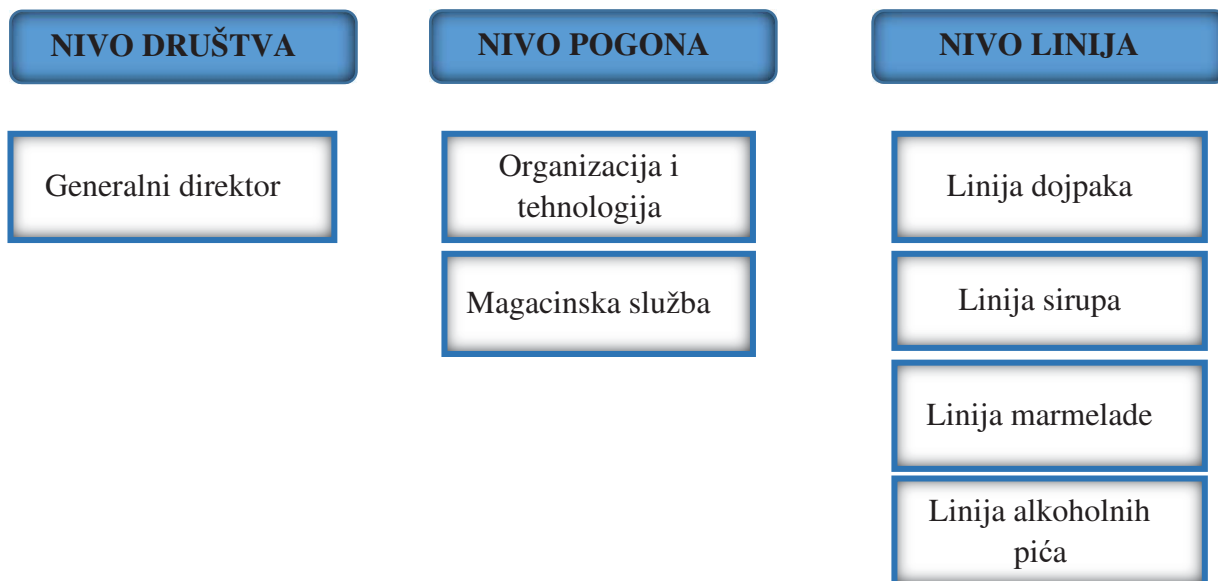 NIVO DRUŠTVA
Generalni direktor
NIVO POGONA
Organizacija i
tehnologija
Magacinska služba
NIVO LINIJA
Linija dojpaka
Linija sirupa
Linija marmelade
Linija alkoholnih
pića